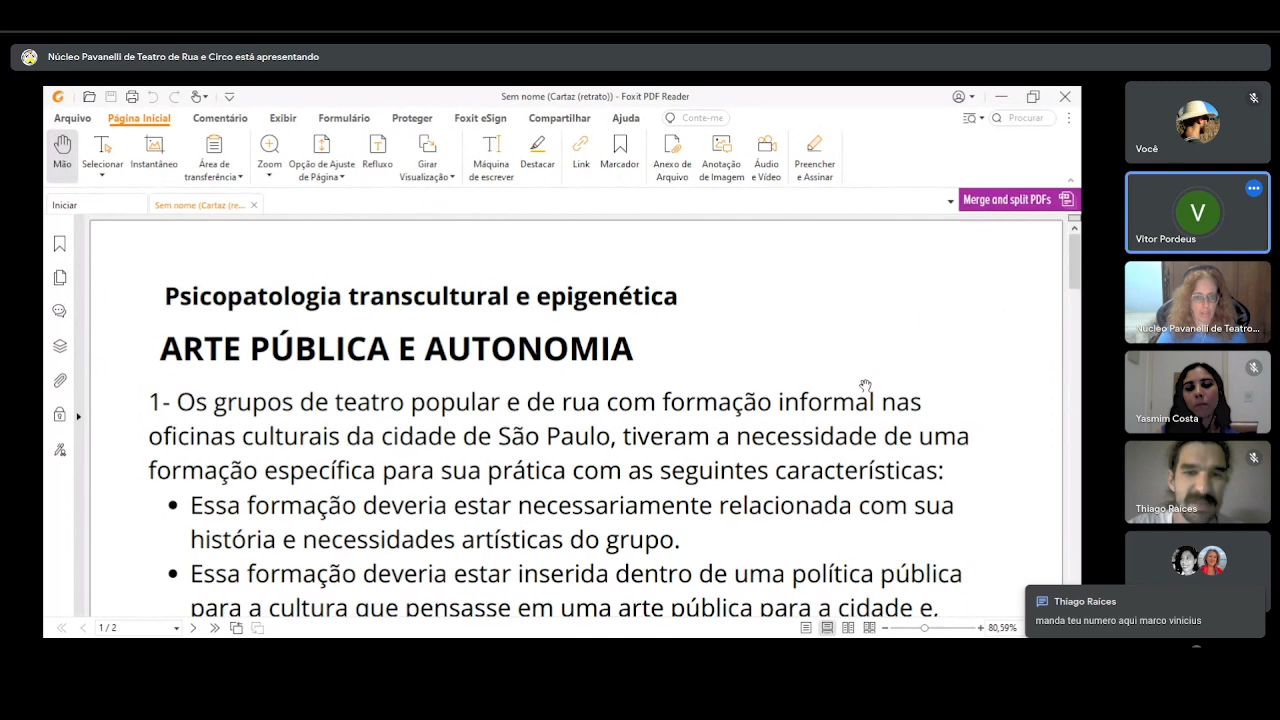 Núcleo Pavanelli de Teatro de Rua e Circo está apresentando
Sem nome (Cartaz (retrato)) - Foxit PDF Reader
Arquivo Página Inicial Comentário Exibir Formulário Proteger Foxit eSign Compartilhar Ajuda Conte-me Procurar
Mão Selecionar Instantâneo Área de transferência Zoom Opção de Ajuste de Página Refluxo Girar Visualização Máquina de escrever Destacar Link Marcador Anexo de Arquivo Anotação de Imagem Áudio e Vídeo Preencher e Assinar
Iniciar Sem nome (Cartaz (re... Merge and split PDFs
Psicopatologia transcultural e epigenética
ARTE PÚBLICA E AUTONOMIA
1- Os grupos de teatro popular e de rua com formação informal nas
oficinas culturais da cidade de São Paulo, tiveram a necessidade de uma
formação específica para sua prática com as seguintes características:
• Essa formação deveria estar necessariamente relacionada com sua
história e necessidades artísticas do grupo.
• Essa formação deveria estar inserida dentro de uma política pública
para a cultura que pensasse em uma arte pública para a cidade e,
1 / 2 80,59%
Você
V
Vitor Pordeus
Núcleo Pavanelli de Teatro...
Yasmim Costa
Thiago Raíces
Thiago Raíces
manda teu numero aqui marco vinicius